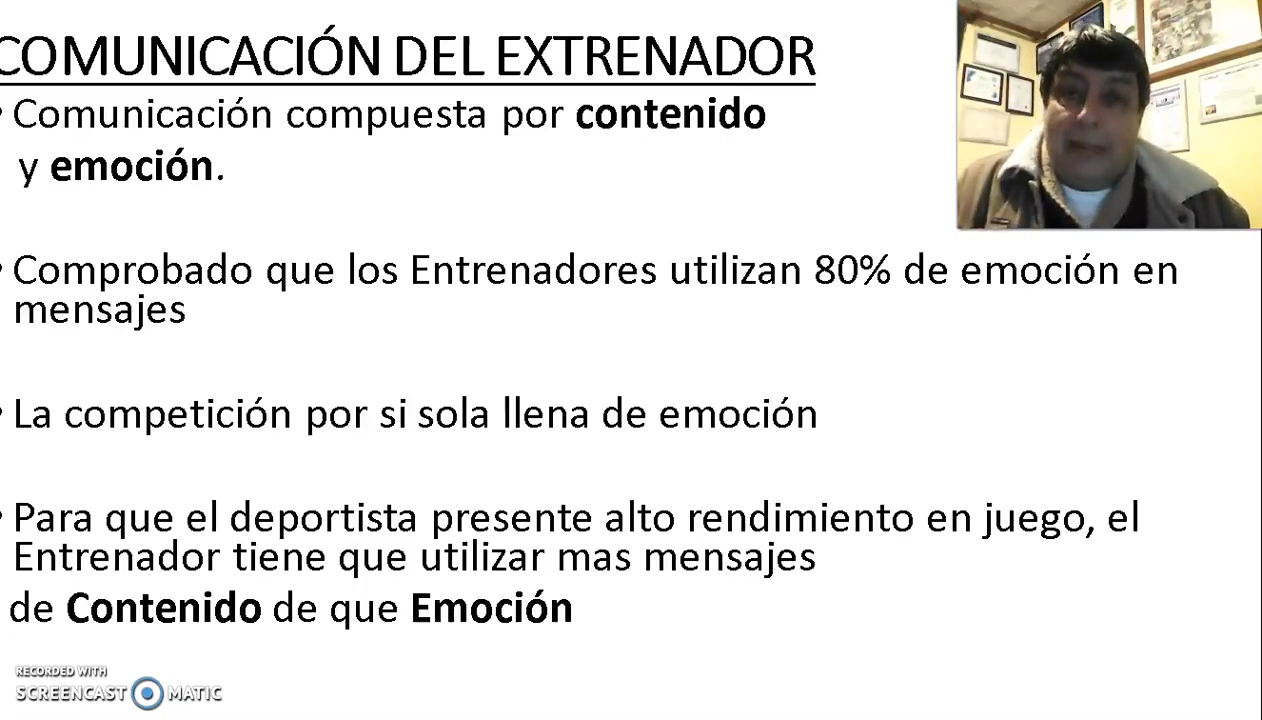 COMUNICACIÓN DEL EXTRENADOR
• Comunicación compuesta por contenido
y emoción.
• Comprobado que los Entrenadores utilizan 80% de emoción en
mensajes
• La competición por si sola llena de emoción
• Para que el deportista presente alto rendimiento en juego, el
Entrenador tiene que utilizar mas mensajes
de Contenido de que Emoción
RECORDED WITH
SCREENCAST MATIC